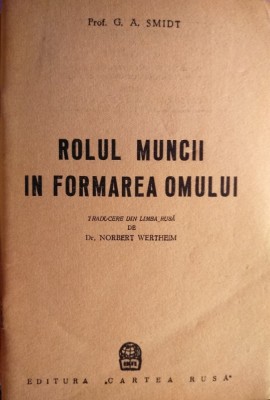 Prof. G. A. SMIDT
ROLUL MUNCII
IN FORMAREA OMULUI
TRADUCERE DIN LIMBA RUSĂ
DE
Dr. NORBERT WERTHEIM
EDITURA „CARTEA RUSĂ"